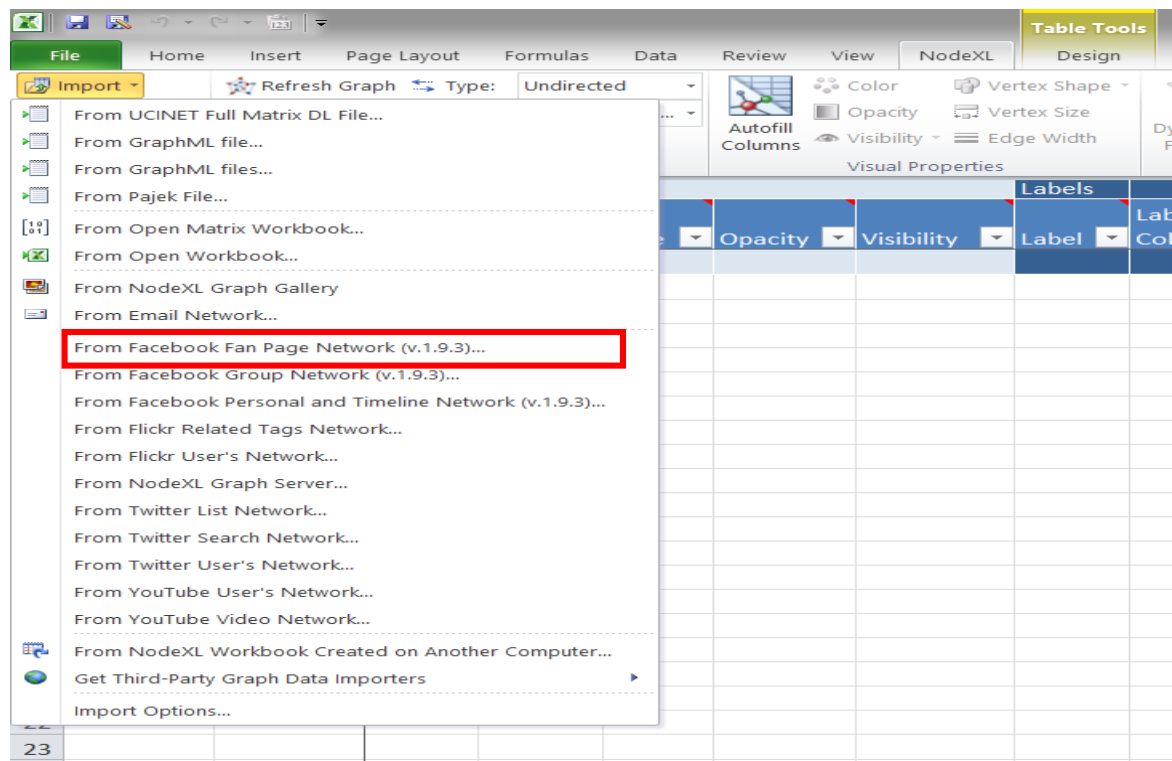 Table Tools
File Home Insert Page Layout Formulas Data Review View NodeXL Design
Import Refresh Graph Type: Undirected Color Vertex Shape
Opacity Vertex Size
Autofill
Columns
Visibility Edge Width
Visual Properties
From UCINET Full Matrix DL File...
From GraphML file...
From GraphML files...
From Pajek File...
From Open Matrix Workbook...
From Open Workbook...
From NodeXL Graph Gallery
From Email Network...
From Facebook Fan Page Network (v.1.9.3)...
From Facebook Group Network (v.1.9.3)...
From Facebook Personal and Timeline Network (v.1.9.3)...
From Flickr Related Tags Network...
From Flickr User's Network...
From NodeXL Graph Server...
From Twitter List Network...
From Twitter Search Network...
From Twitter User's Network...
From YouTube User's Network...
From YouTube Video Network...
From NodeXL Workbook Created on Another Computer...
Get Third-Party Graph Data Importers
Import Options...
Labels
Opacity Visibility Label
23